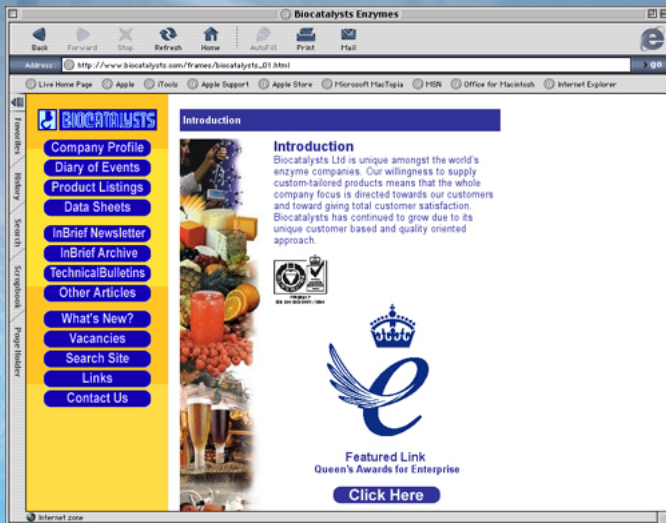 Biocatalysts Enzymes
Back Forward Stop Refresh Home AutoFill Print Mail
Address: http://www.biocatalysts.com/frames/biocatalysts_01.html go
Live Home Page Apple iTools Apple Support Apple Store Microsoft MacTopia MSN Office for Macintosh Internet Explorer
Favorites
History
Search
Scrapbook
Page Holder
BIOCATALYSTS
Company Profile
Diary of Events
Product Listings
Data Sheets
InBrief Newsletter
InBrief Archive
TechnicalBulletins
Other Articles
What's New?
Vacancies
Search Site
Links
Contact Us
Introduction
Introduction
Biocatalysts Ltd is unique amongst the world's
enzyme companies. Our willingness to supply
custom-tailored products means that the whole
company focus is directed towards our customers
and toward giving total customer satisfaction.
Biocatalysts has continued to grow due to its
unique customer based and quality oriented
approach.
Featured Link
Queen's Awards for Enterprise
Click Here
Internet zone